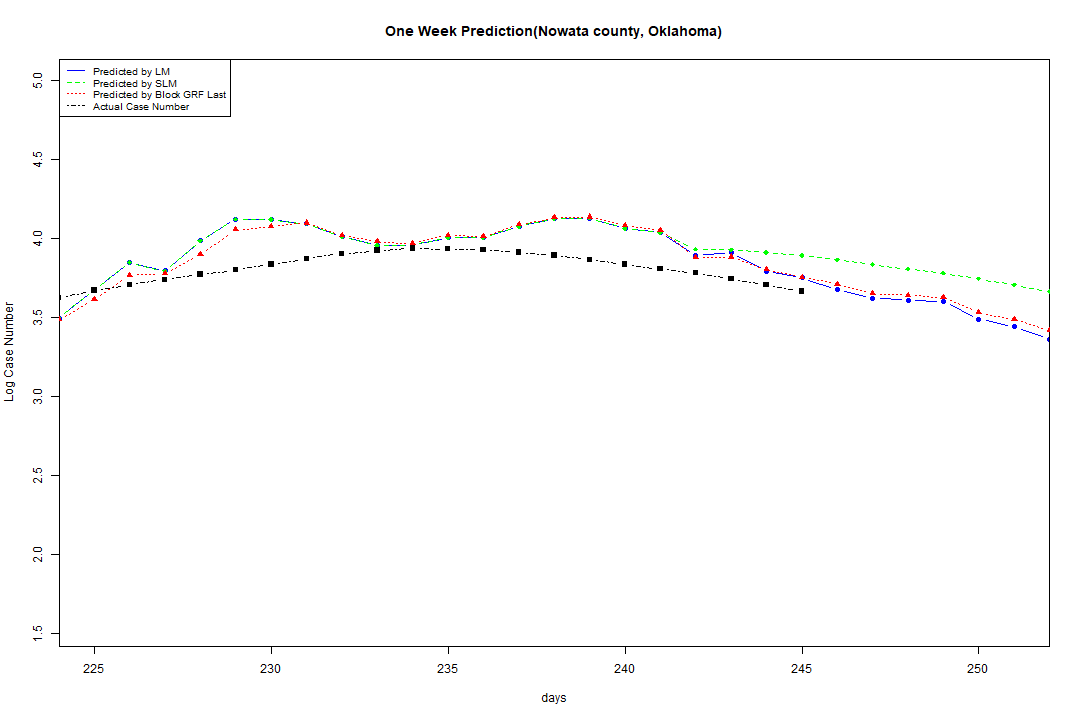 One Week Prediction(Nowata county, Oklahoma)
Predicted by LM
Predicted by SLM
Predicted by Block GRF Last
Actual Case Number
5.0
4.5
4.0
3.5
3.0
2.5
2.0
1.5
Log Case Number
225 230 235 240 245 250
days